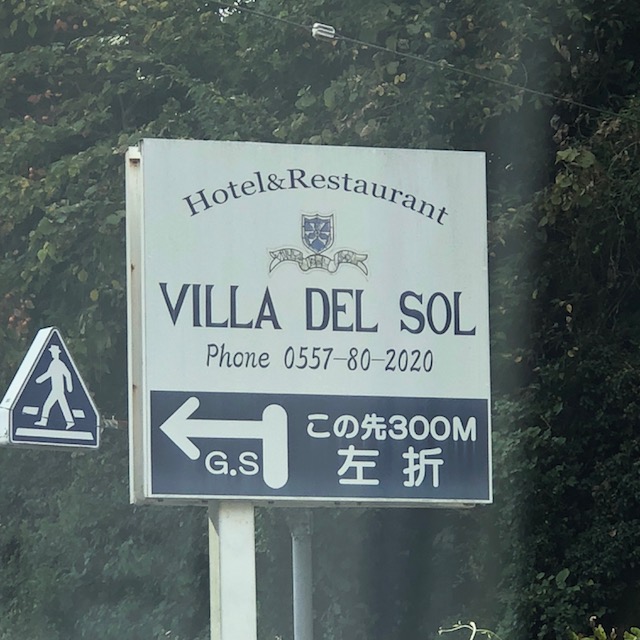 Hotel&Restaurant
VILLA DEL SOL
Phone 0557-80-2020
G.S
この先300M
左折